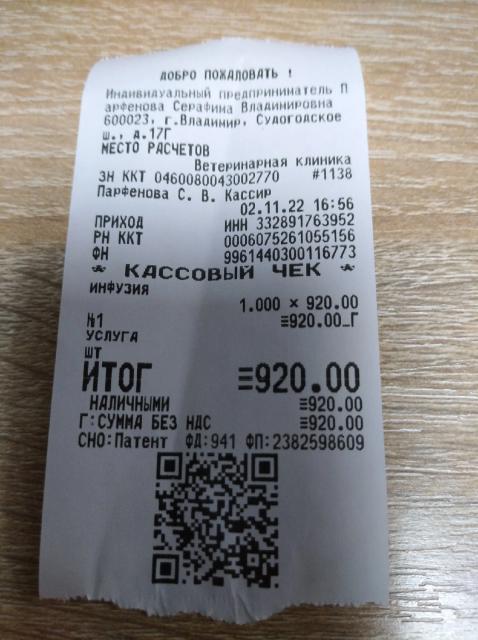 ДОБРО ПОЖАЛОВАТЬ !
Индивидуальный предприниматель П
арфенова Серафина Владимировна
600023, г.Владимир, Судогодское
ш., д.17Г
МЕСТО РАСЧЕТОВ
Ветеринарная клиника
ЗН ККТ 0460080043002770 #1138
Парфенова С. В. Кассир
02.11.22 16:56
ПРИХОД ИНН 332891763952
РН ККТ 0006075261055156
ФН 9961440300116773
* КАССОВЫЙ ЧЕК *
ИНФУЗИЯ
1.000 × 920.00
№1 ≡920.00_Г
УСЛУГА
ШТ
ИТОГ ≡920.00
НАЛИЧНЫМИ ≡920.00
Г:СУММА БЕЗ НДС ≡920.00
СНО:Патент ФД:941 ФП:2382598609